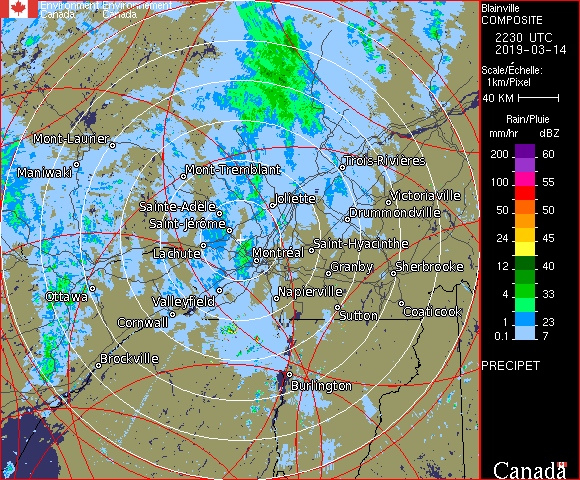 Environment Environnement
Canada Canada
Mont-Laurier
Maniwaki
Mont-Tremblant
Trois-Rivières
Sainte-Adèle
Joliette
Victoriaville
Saint-Jérôme
Drummondville
Lachute
Montréal
Saint-Hyacinthe
Granby
Sherbrooke
Ottawa
Valleyfield
Napierville
Cornwall
Sutton
Coaticook
Brockville
Burlington
Blainville
COMPOSITE
2230 UTC
2019-03-14
Scale/Échelle:
1km/Pixel
40 KM
Rain/Pluie
mm/hr dBZ
200 60
100 55
50 50
24 45
12 40
4 33
1 23
0.1 7
PRECIPET
Canada